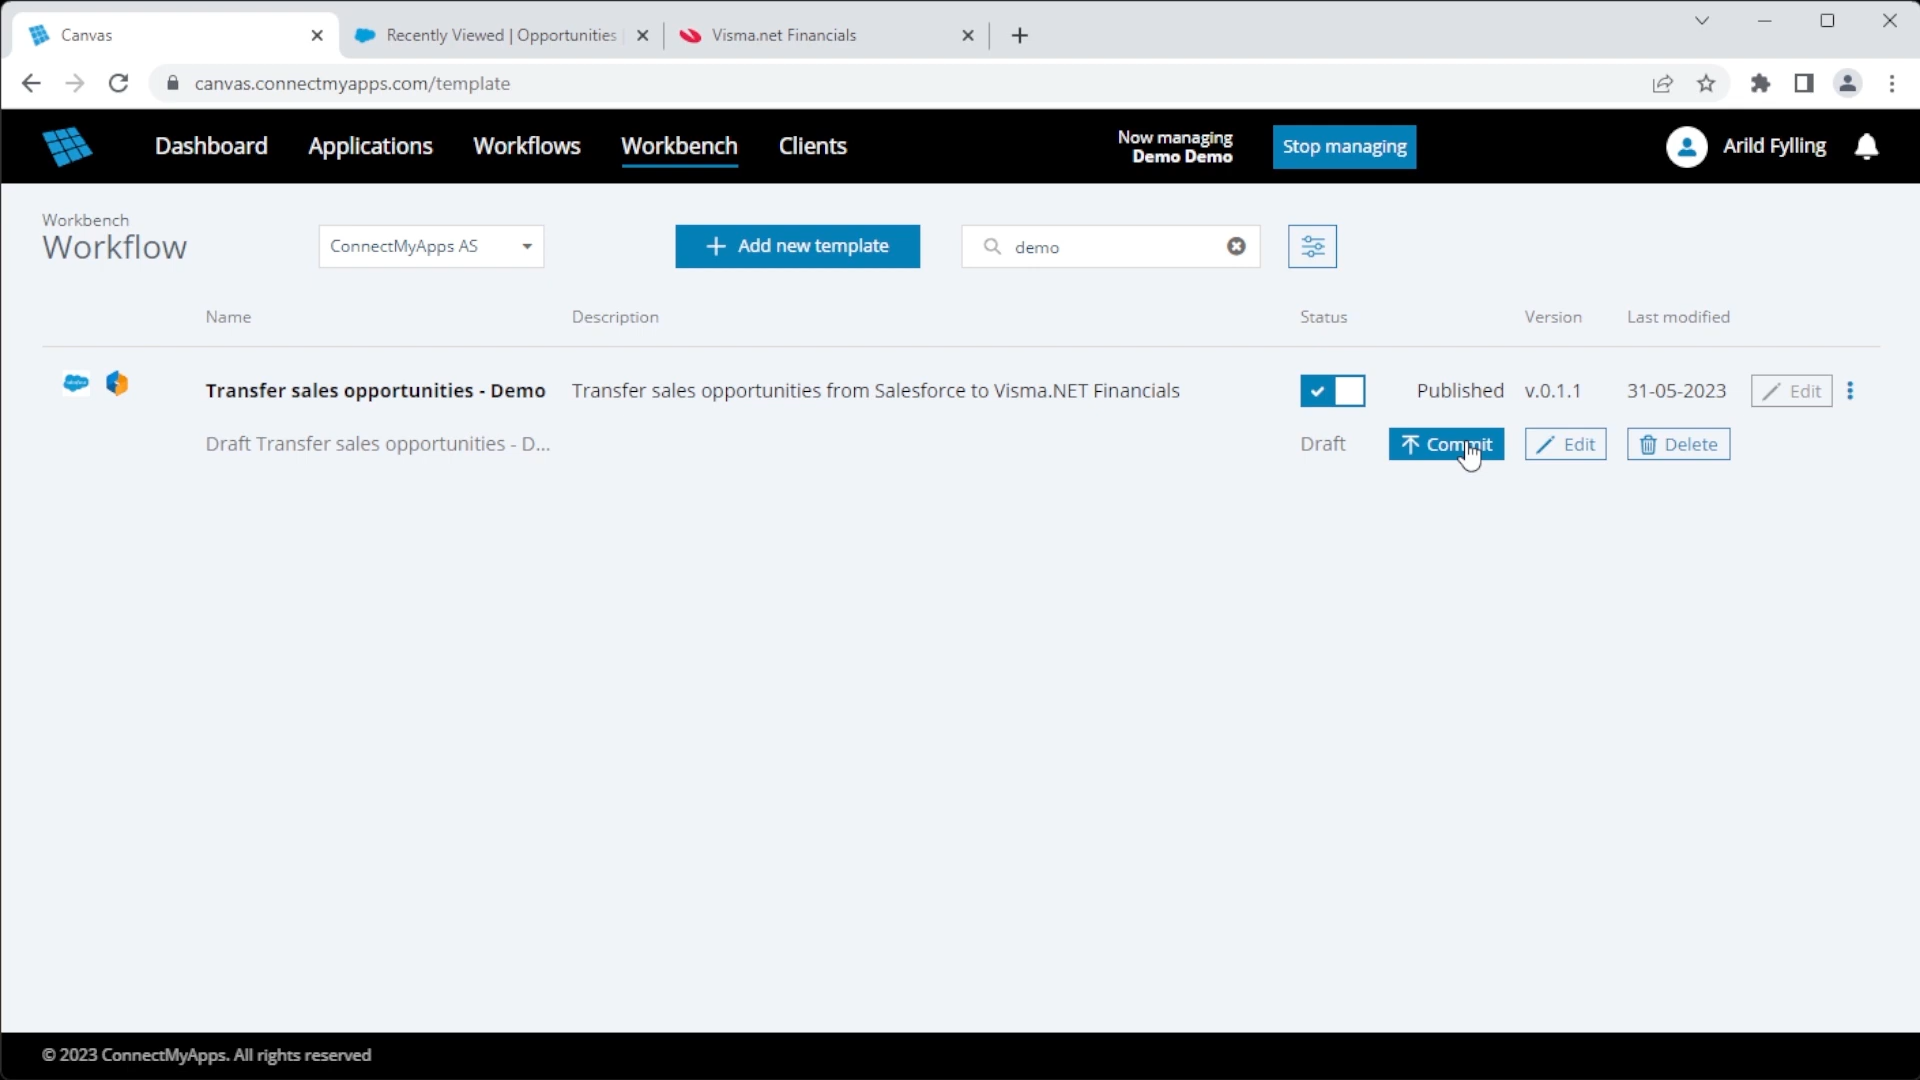 Canvas
Recently Viewed | Opportunities
Visma.net Financials
canvas.connectmyapps.com/template
Dashboard
Applications
Workflows
Workbench
Clients
Now managing
Demo Demo
Stop managing
Arild Fylling
Workbench
Workflow
ConnectMyApps AS
Add new template
demo
Name
Description
Status
Version
Last modified
Transfer sales opportunities - Demo
Transfer sales opportunities from Salesforce to Visma.NET Financials
Published
v.0.1.1
31-05-2023
Edit
Draft Transfer sales opportunities - D...
Draft
Commit
Edit
Delete
© 2023 ConnectMyApps. All rights reserved